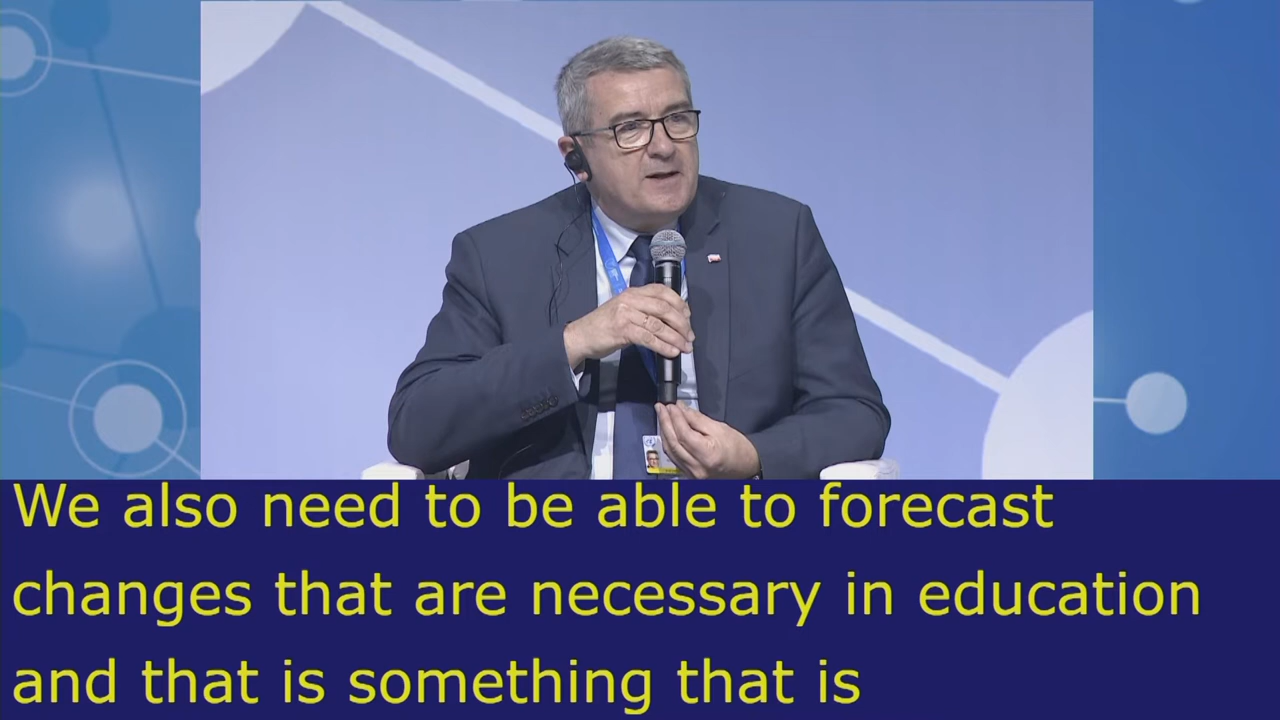 We also need to be able to forecast
changes that are necessary in education
and that is something that is